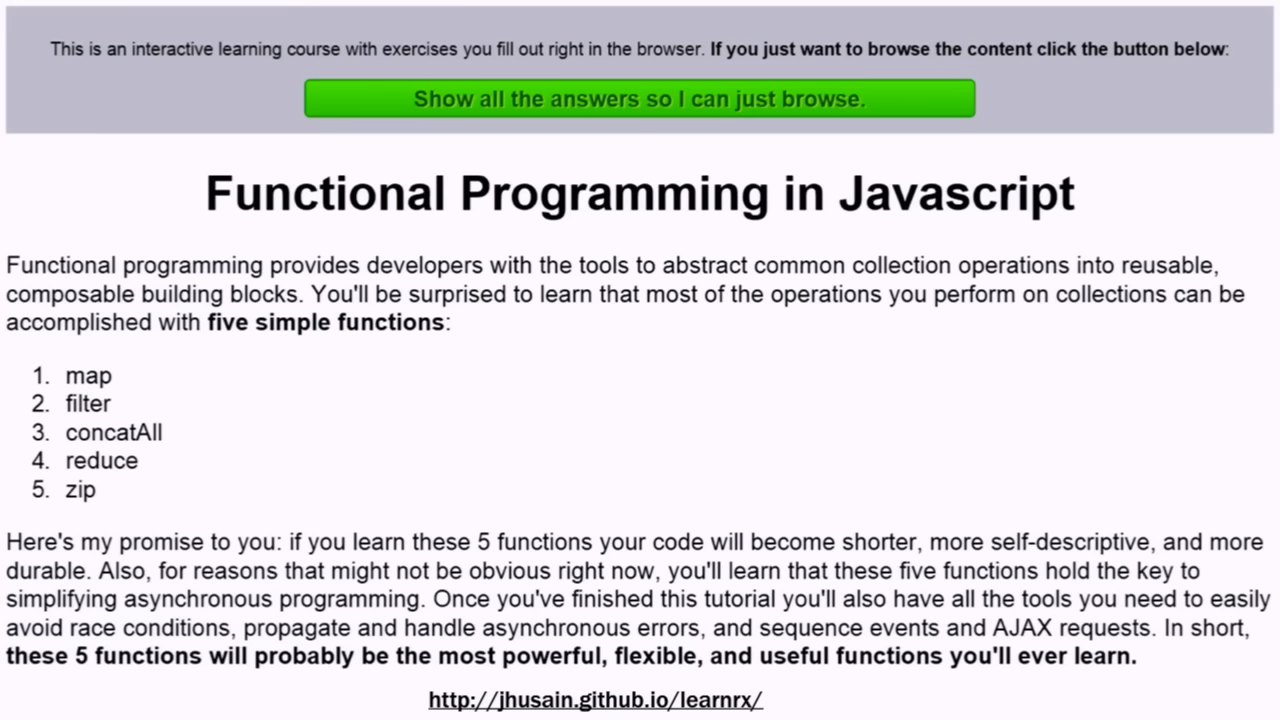 This is an interactive learning course with exercises you fill out right in the browser. If you just want to browse the content click the button below:
Show all the answers so I can just browse.
Functional Programming in Javascript
Functional programming provides developers with the tools to abstract common collection operations into reusable,
composable building blocks. You'll be surprised to learn that most of the operations you perform on collections can be
accomplished with five simple functions:
1. map
2. filter
3. concatAll
4. reduce
5. zip
Here's my promise to you: if you learn these 5 functions your code will become shorter, more self-descriptive, and more
durable. Also, for reasons that might not be obvious right now, you'll learn that these five functions hold the key to
simplifying asynchronous programming. Once you've finished this tutorial you'll also have all the tools you need to easily
avoid race conditions, propagate and handle asynchronous errors, and sequence events and AJAX requests. In short,
these 5 functions will probably be the most powerful, flexible, and useful functions you'll ever learn.
http://jhusain.github.io/learnrx/